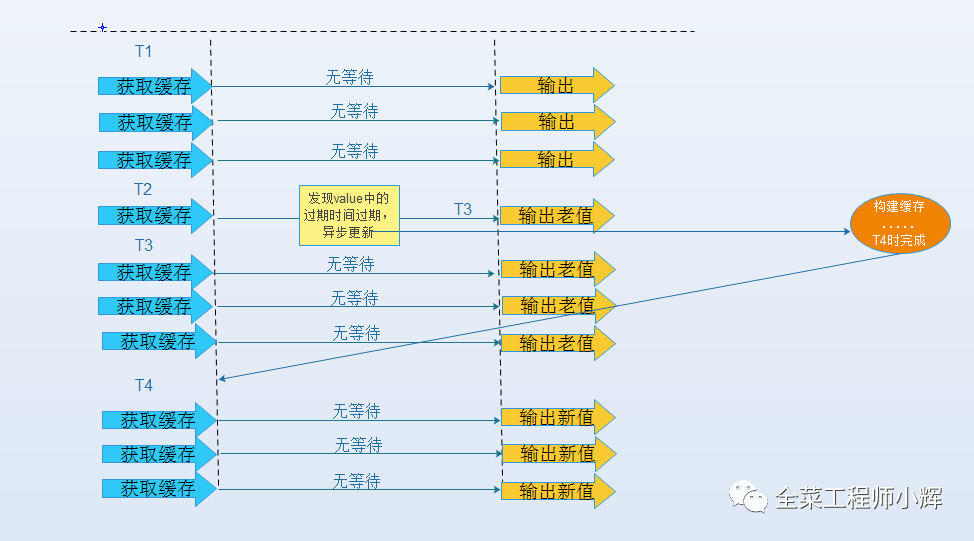 T1
获取缓存 无等待 输出
获取缓存 无等待 输出
获取缓存 无等待 输出
T2
获取缓存
发现value中的
过期时间过期，
异步更新
T3
输出老值
构建缓存
. . . . .
T4时完成
T3
获取缓存 无等待 输出老值
获取缓存 无等待 输出老值
获取缓存 无等待 输出老值
T4
获取缓存 无等待 输出新值
获取缓存 无等待 输出新值
获取缓存 无等待 输出新值
全菜工程师小辉